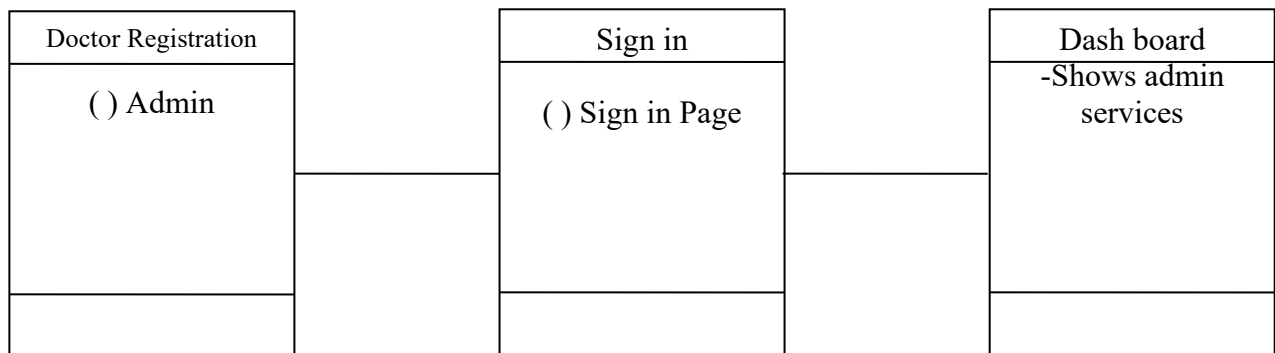 Doctor Registration
( ) Admin
Sign in
( ) Sign in Page
Dash board
-Shows admin
services